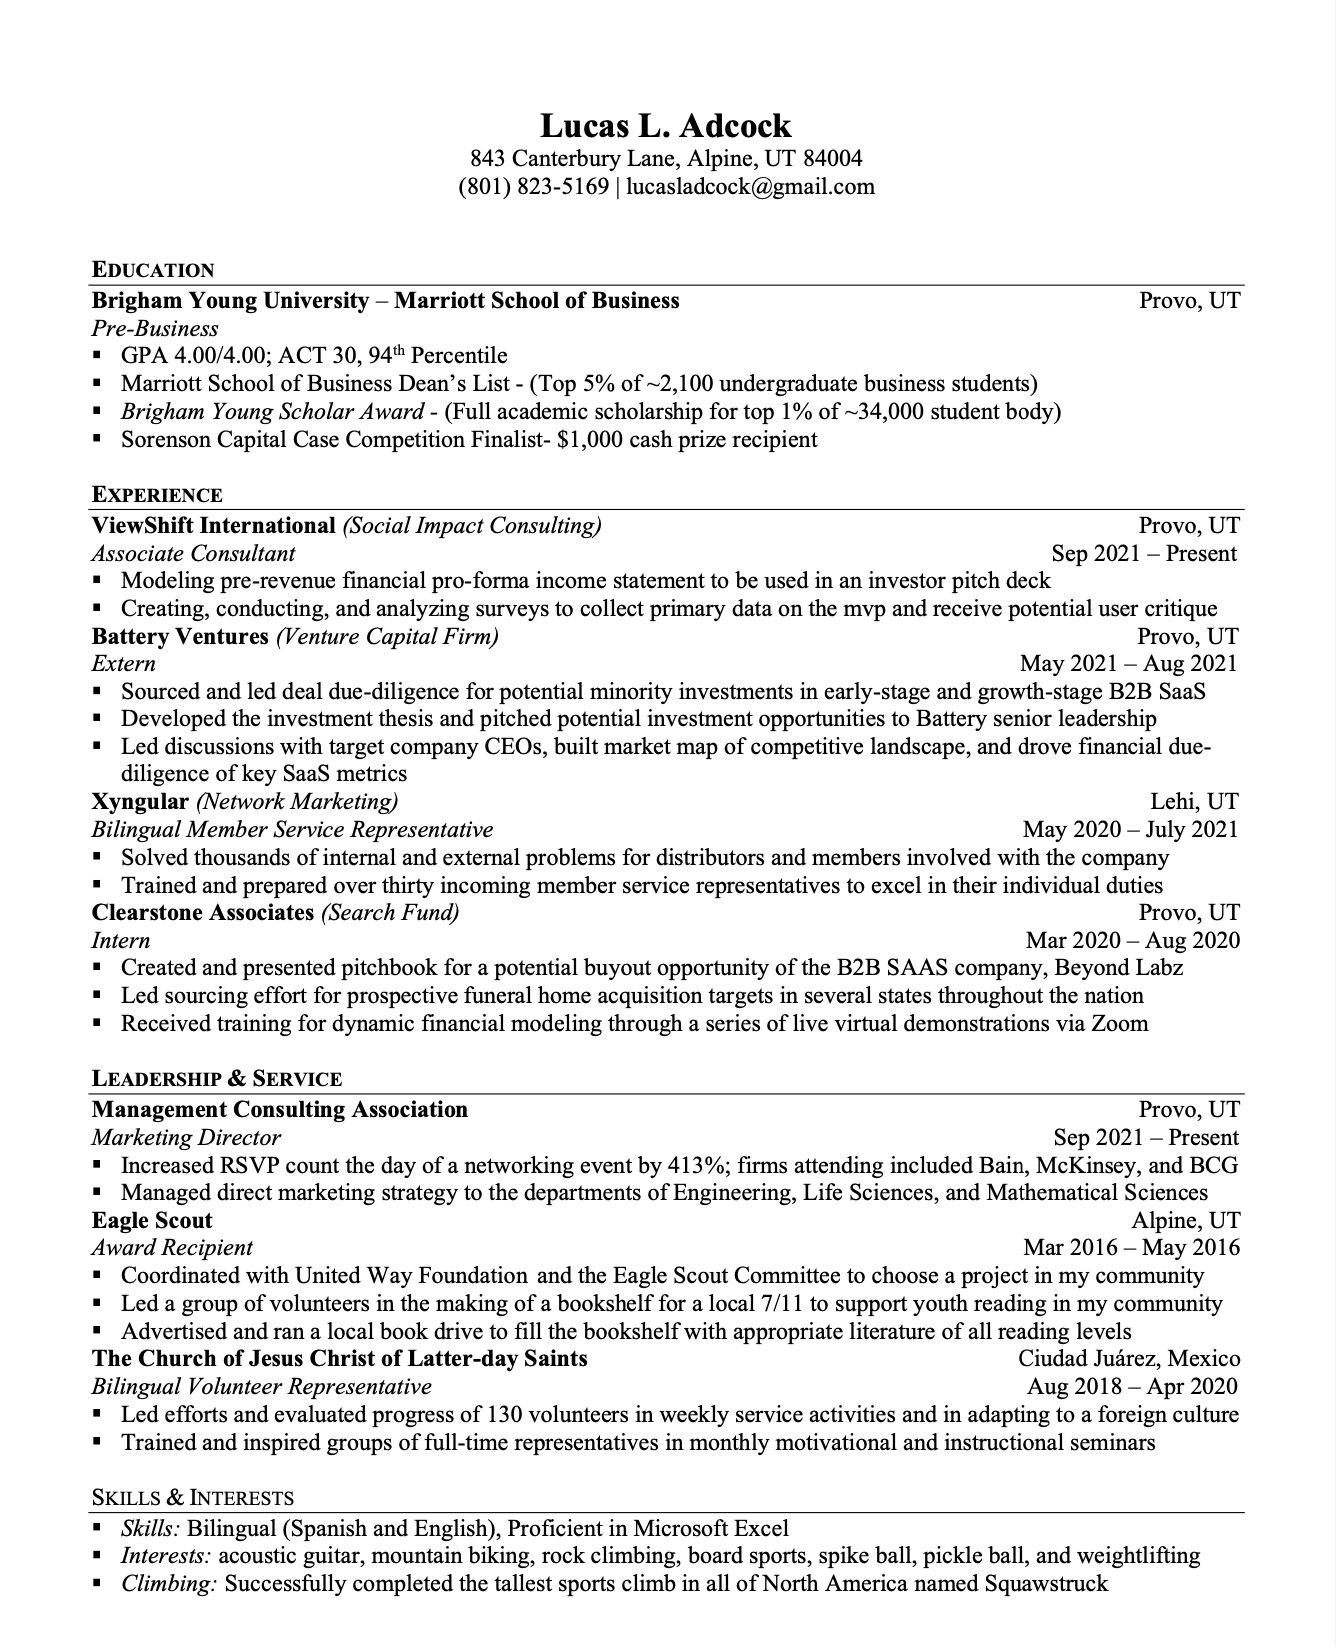 Lucas L. Adcock
843 Canterbury Lane, Alpine, UT 84004
(801) 823-5169 | lucasladcock@gmail.com
EDUCATION
Brigham Young University – Marriott School of Business Provo, UT
Pre-Business
▪ GPA 4.00/4.00; ACT 30, 94th Percentile
▪ Marriott School of Business Dean’s List - (Top 5% of ~2,100 undergraduate business students)
▪ Brigham Young Scholar Award - (Full academic scholarship for top 1% of ~34,000 student body)
▪ Sorenson Capital Case Competition Finalist- $1,000 cash prize recipient
EXPERIENCE
ViewShift International (Social Impact Consulting) Provo, UT
Associate Consultant Sep 2021 – Present
▪ Modeling pre-revenue financial pro-forma income statement to be used in an investor pitch deck
▪ Creating, conducting, and analyzing surveys to collect primary data on the mvp and receive potential user critique
Battery Ventures (Venture Capital Firm) Provo, UT
Extern May 2021 – Aug 2021
▪ Sourced and led deal due-diligence for potential minority investments in early-stage and growth-stage B2B SaaS
▪ Developed the investment thesis and pitched potential investment opportunities to Battery senior leadership
▪ Led discussions with target company CEOs, built market map of competitive landscape, and drove financial due-
diligence of key SaaS metrics
Xyngular (Network Marketing) Lehi, UT
Bilingual Member Service Representative May 2020 – July 2021
▪ Solved thousands of internal and external problems for distributors and members involved with the company
▪ Trained and prepared over thirty incoming member service representatives to excel in their individual duties
Clearstone Associates (Search Fund) Provo, UT
Intern Mar 2020 – Aug 2020
▪ Created and presented pitchbook for a potential buyout opportunity of the B2B SAAS company, Beyond Labz
▪ Led sourcing effort for prospective funeral home acquisition targets in several states throughout the nation
▪ Received training for dynamic financial modeling through a series of live virtual demonstrations via Zoom
LEADERSHIP & SERVICE
Management Consulting Association Provo, UT
Marketing Director Sep 2021 – Present
▪ Increased RSVP count the day of a networking event by 413%; firms attending included Bain, McKinsey, and BCG
▪ Managed direct marketing strategy to the departments of Engineering, Life Sciences, and Mathematical Sciences
Eagle Scout Alpine, UT
Award Recipient Mar 2016 – May 2016
▪ Coordinated with United Way Foundation and the Eagle Scout Committee to choose a project in my community
▪ Led a group of volunteers in the making of a bookshelf for a local 7/11 to support youth reading in my community
▪ Advertised and ran a local book drive to fill the bookshelf with appropriate literature of all reading levels
The Church of Jesus Christ of Latter-day Saints Ciudad Juárez, Mexico
Bilingual Volunteer Representative Aug 2018 – Apr 2020
▪ Led efforts and evaluated progress of 130 volunteers in weekly service activities and in adapting to a foreign culture
▪ Trained and inspired groups of full-time representatives in monthly motivational and instructional seminars
SKILLS & INTERESTS
▪ Skills: Bilingual (Spanish and English), Proficient in Microsoft Excel
▪ Interests: acoustic guitar, mountain biking, rock climbing, board sports, spike ball, pickle ball, and weightlifting
▪ Climbing: Successfully completed the tallest sports climb in all of North America named Squawstruck